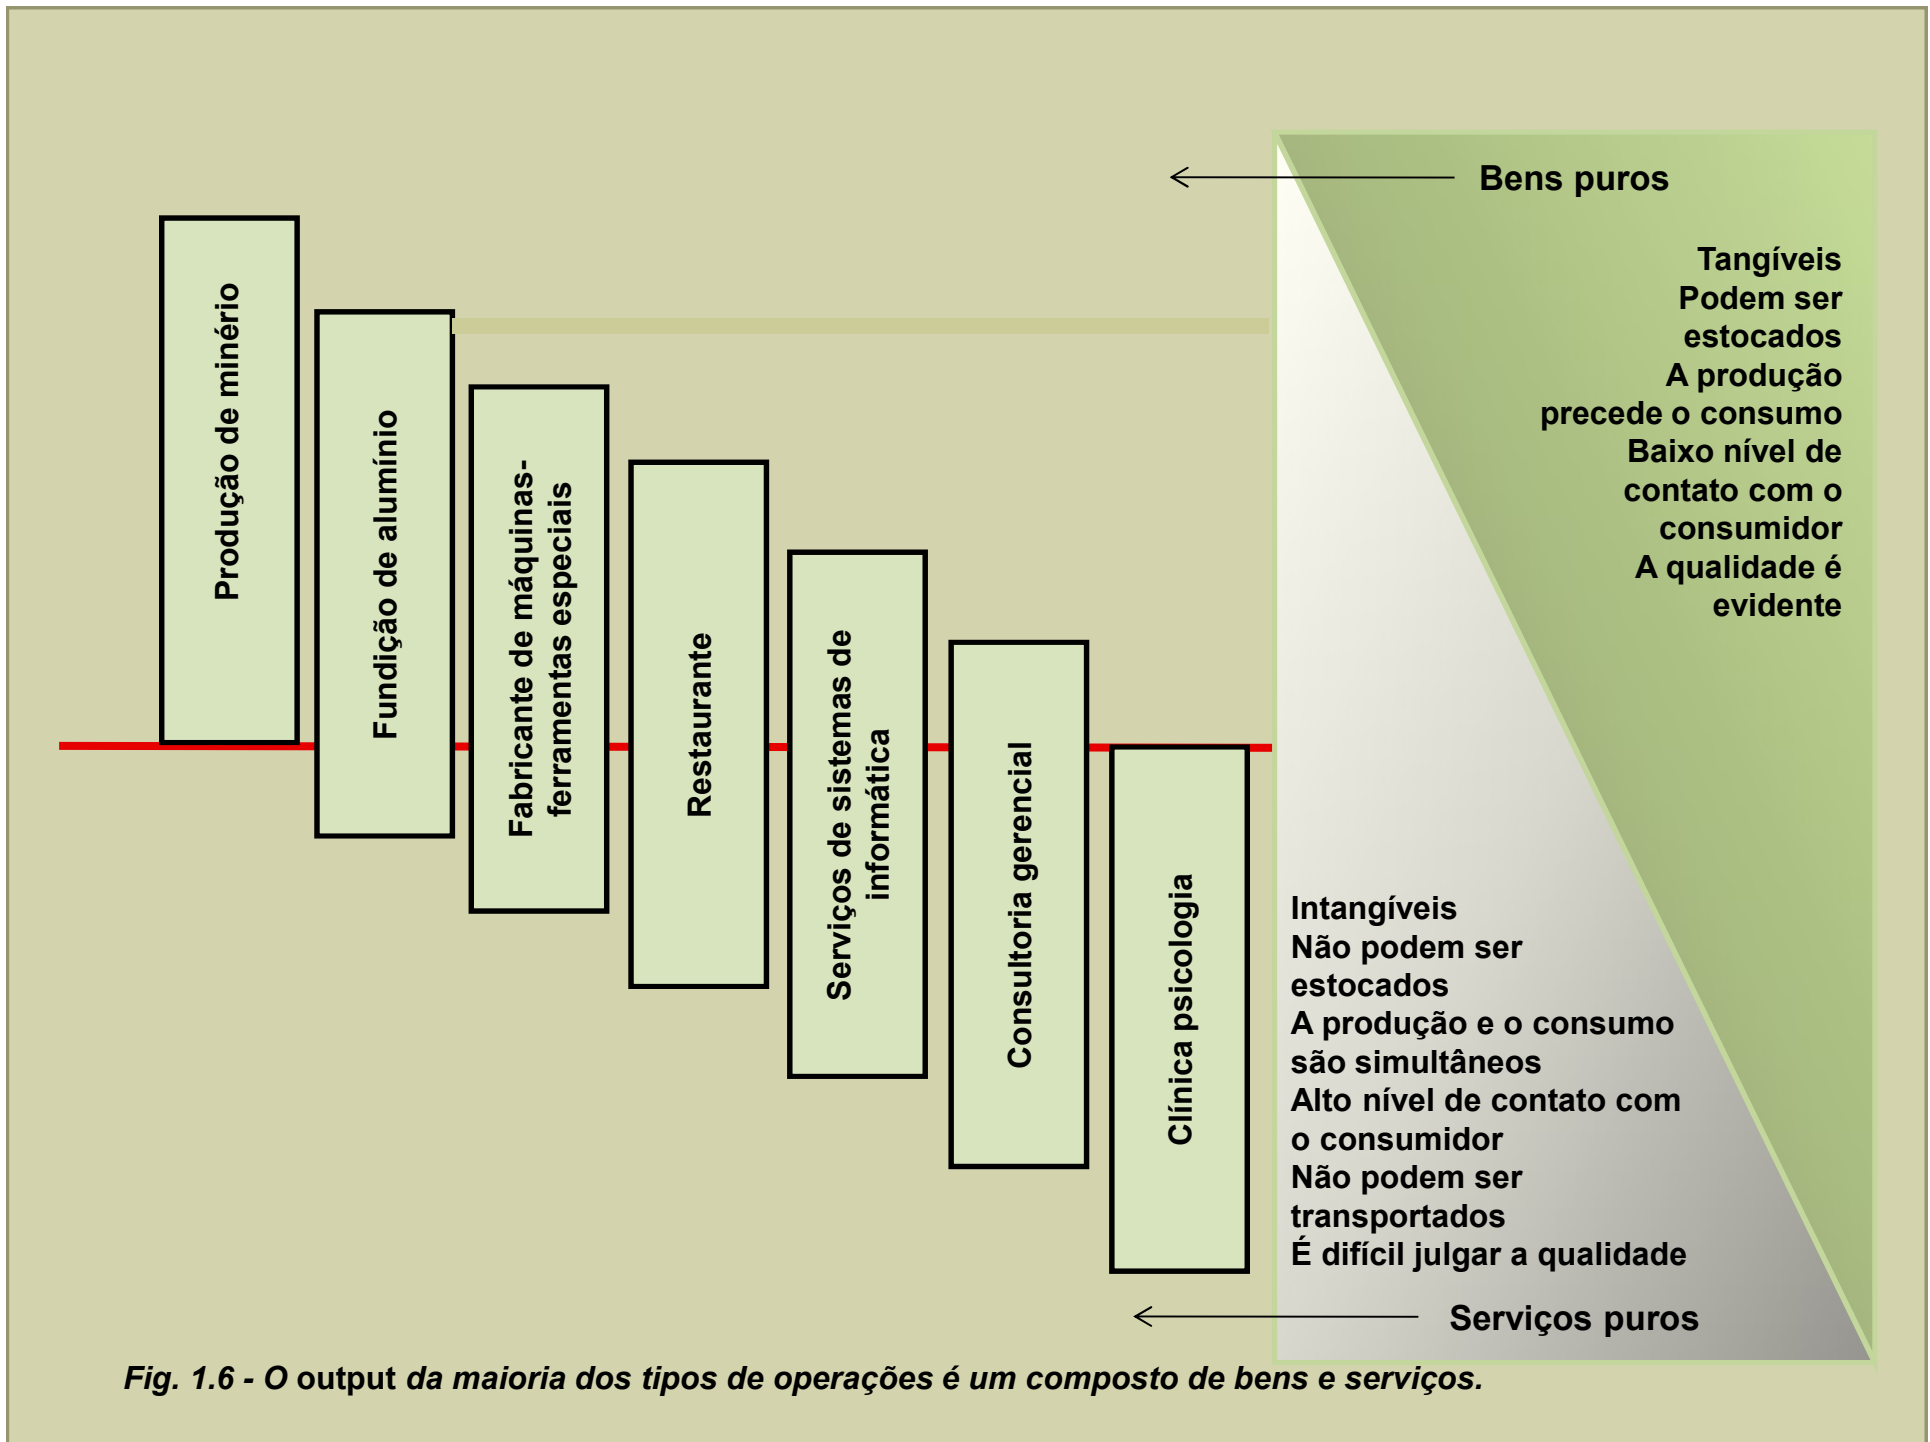 Produção de minério
Fundição de alumínio
Fabricante de máquinas-
ferramentas especiais
Restaurante
Serviços de sistemas de
informática
Consultoria gerencial
Clínica psicologia
Bens puros
Tangíveis
Podem ser
estocados
A produção
precede o consumo
Baixo nível de
contato com o
consumidor
A qualidade é
evidente
Intangíveis
Não podem ser
estocados
A produção e o consumo
são simultâneos
Alto nível de contato com
o consumidor
Não podem ser
transportados
É difícil julgar a qualidade
Serviços puros
Fig. 1.6 - O output da maioria dos tipos de operações é um composto de bens e serviços.